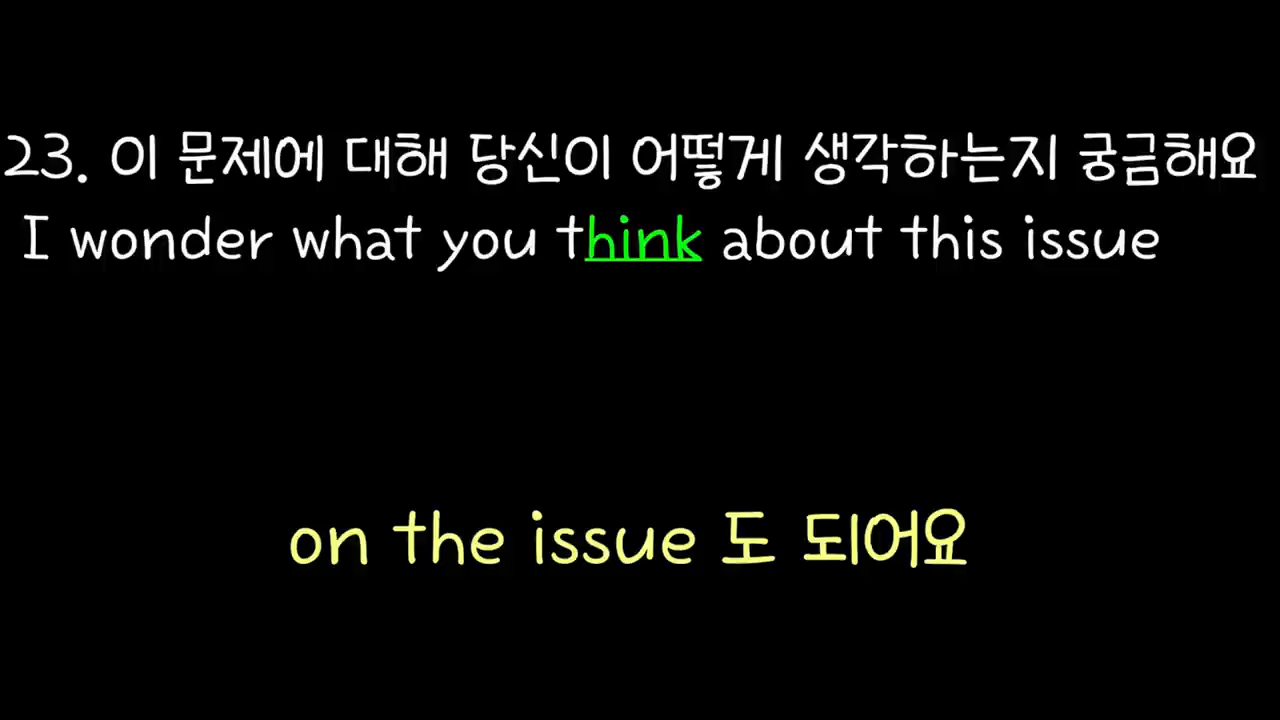 23. 이 문제에 대해 당신이 어떻게 생각하는지 궁금해요
I wonder what you think about this issue
on the issue 도 되어요